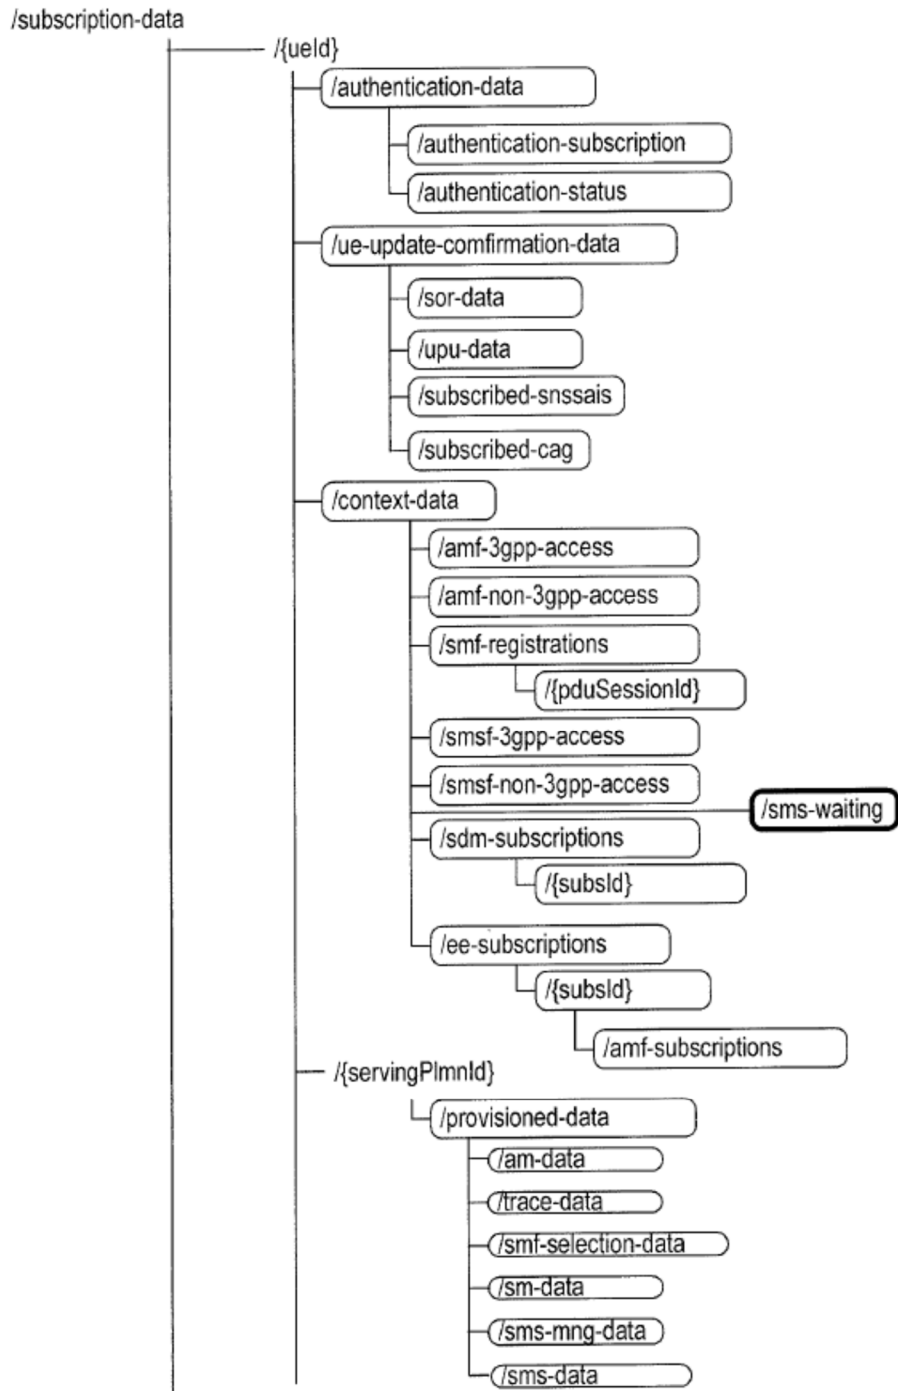 /subscription-data
/{ueId}
/authentication-data
/authentication-subscription
/authentication-status
/ue-update-comfirmation-data
/sor-data
/upu-data
/subscribed-snssais
/subscribed-cag
/context-data
/amf-3gpp-access
/amf-non-3gpp-access
/smf-registrations
/{pduSessionId}
/smsf-3gpp-access
/smsf-non-3gpp-access
/sms-waiting
/sdm-subscriptions
/{subsId}
/ee-subscriptions
/{subsId}
/amf-subscriptions
/{servingPlmnId}
/provisioned-data
/am-data
/trace-data
/smf-selection-data
/sm-data
/sms-mng-data
/sms-data